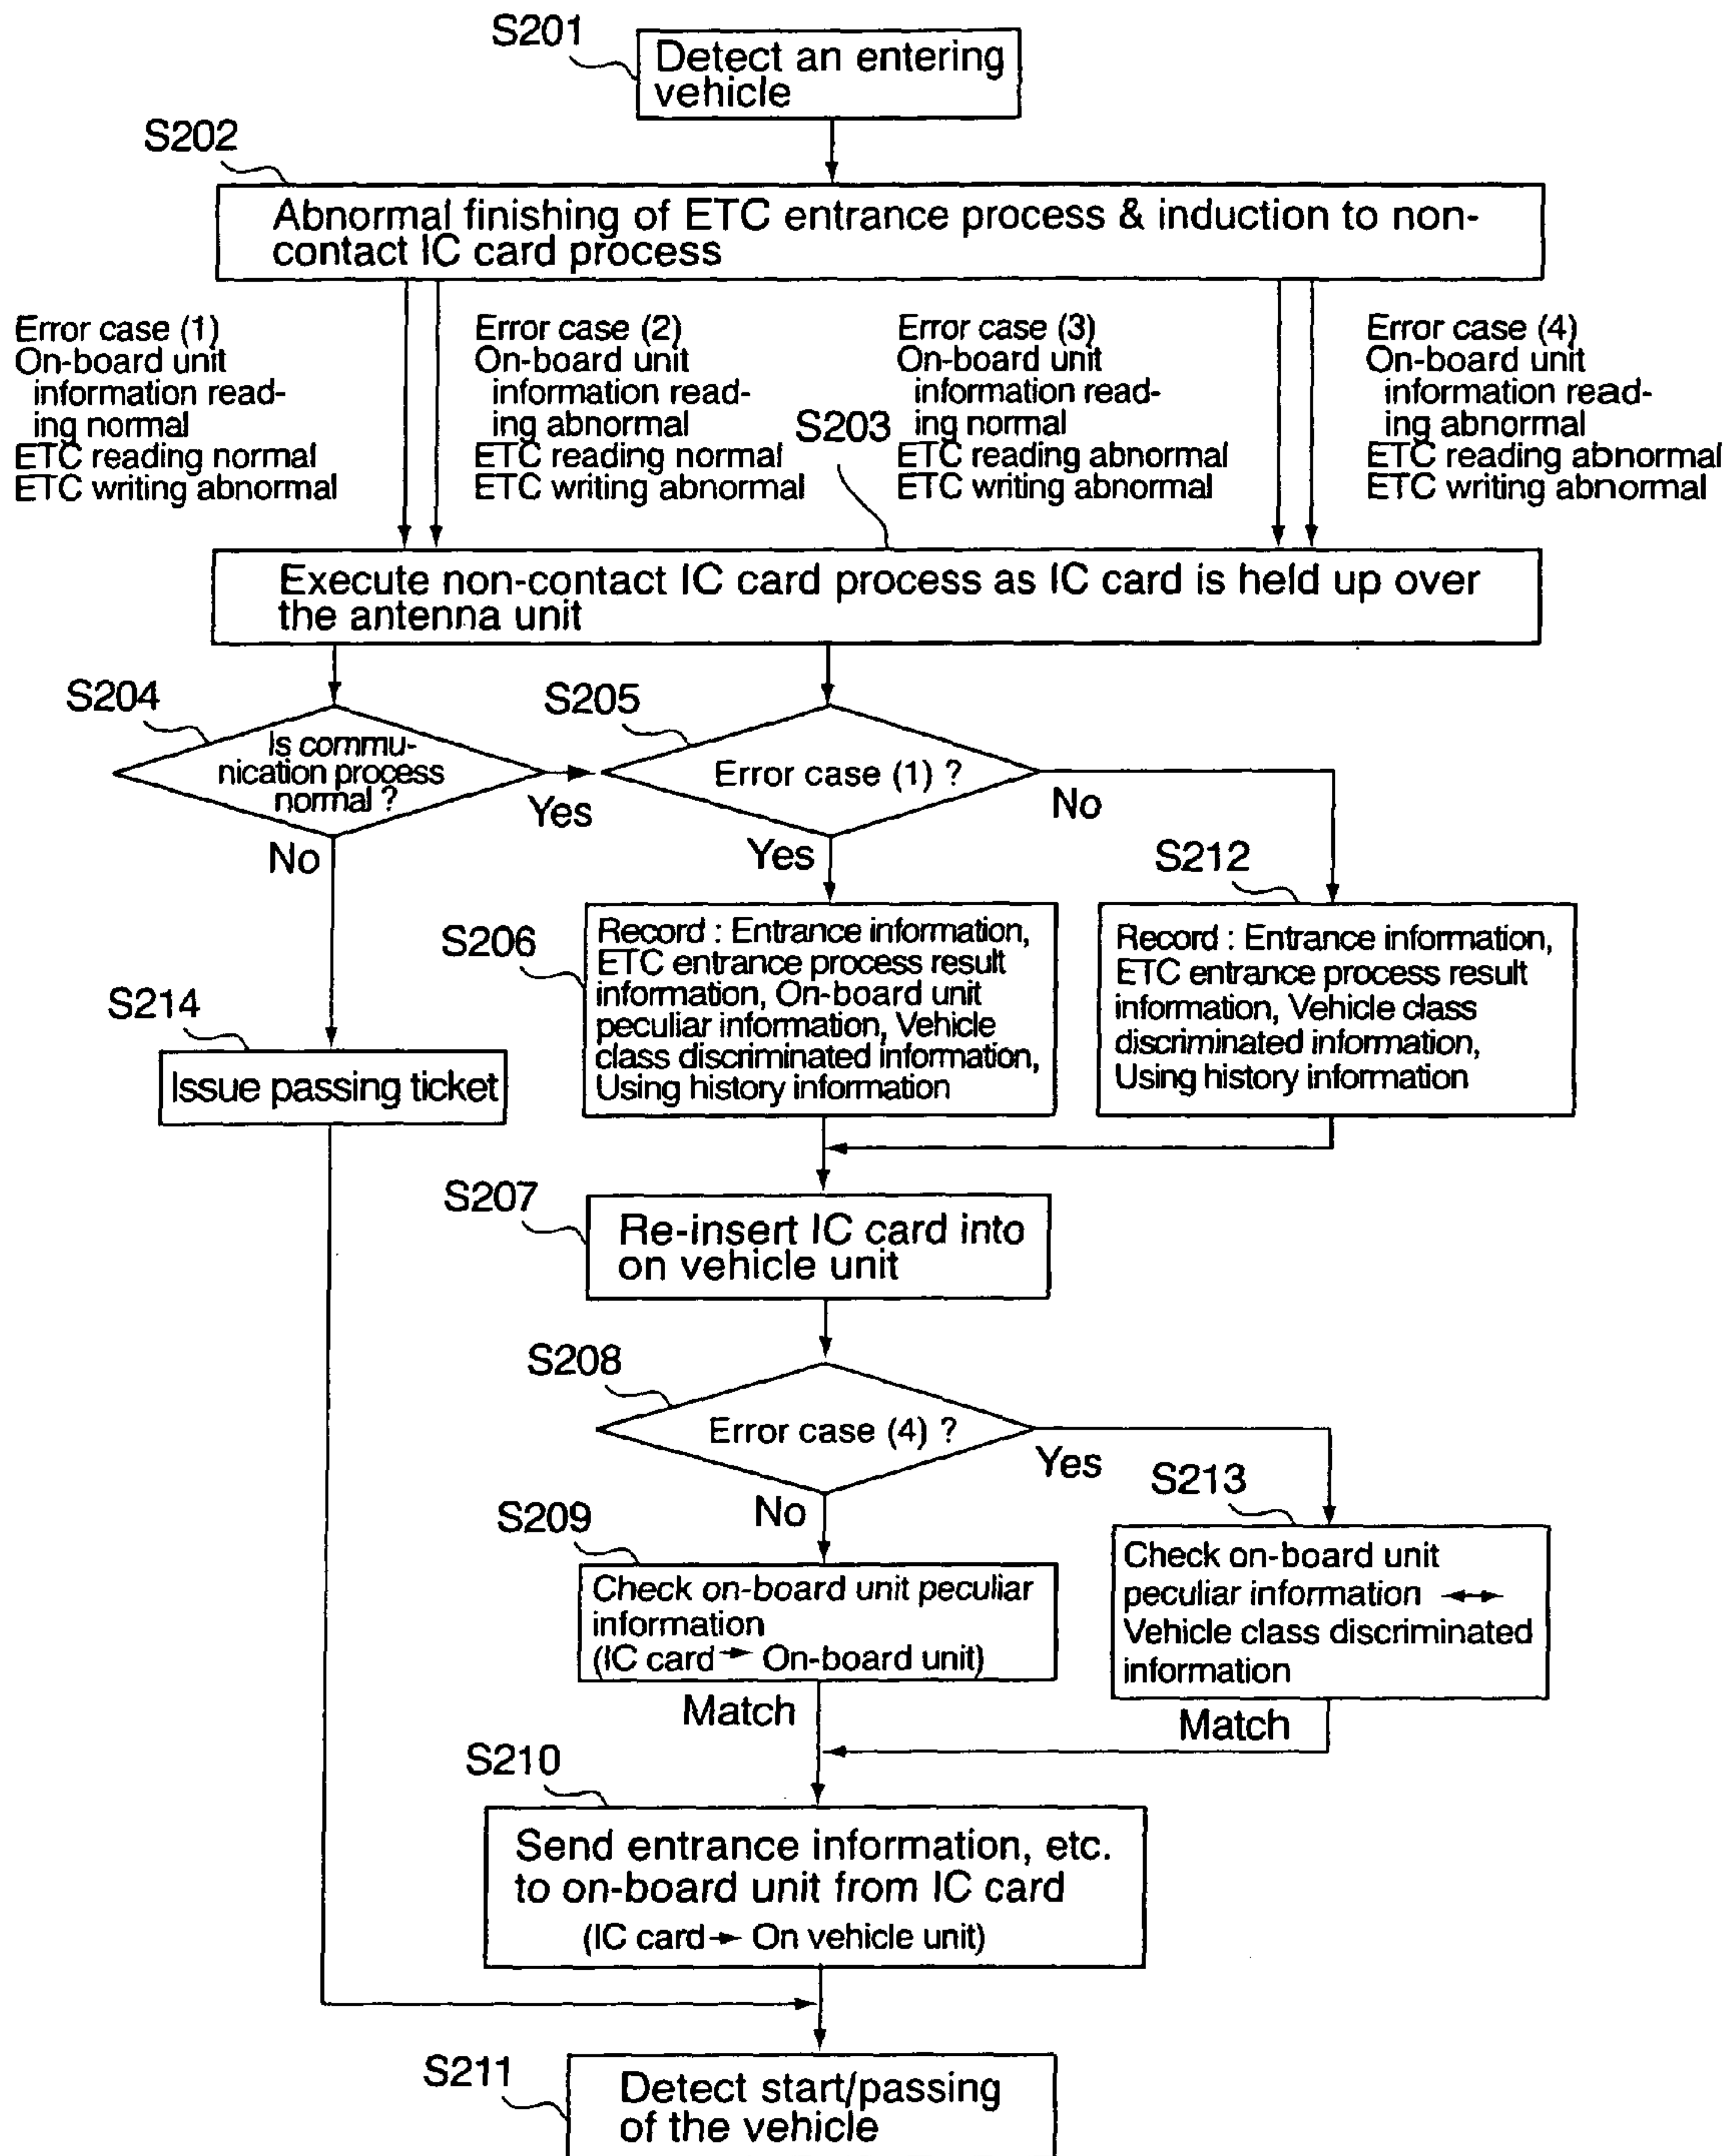 S201
Detect an entering
vehicle
S202
Abnormal finishing of ETC entrance process & induction to non-
contact IC card process
Error case (1)
On-board unit
information read-
ing normal
ETC reading normal
ETC writing abnormal
Error case (2)
On-board unit
information read-
ing abnormal
ETC reading normal
ETC writing abnormal
Error case (3)
On-board unit
information read-
ing normal
ETC reading abnormal
ETC writing abnormal
Error case (4)
On-board unit
information read-
ing abnormal
ETC reading abnormal
ETC writing abnormal
S203
Execute non-contact IC card process as IC card is held up over
the antenna unit
S204
Is commu-
nication process
normal ?
Yes
No
S205
Error case (1) ?
No
Yes
S206
Record : Entrance information,
ETC entrance process result
information, On-board unit
peculiar information, Vehicle
class discriminated information,
Using history information
S212
Record : Entrance information,
ETC entrance process result
information, Vehicle class
discriminated information,
Using history information
S214
Issue passing ticket
S207
Re-insert IC card into
on vehicle unit
S208
Error case (4) ?
Yes
No
S209
Check on-board unit peculiar
information
(IC card → On-board unit)
Match
S213
Check on-board unit
peculiar information ↔
Vehicle class discriminated
information
Match
S210
Send entrance information, etc.
to on-board unit from IC card
(IC card → On vehicle unit)
S211
Detect start/passing
of the vehicle